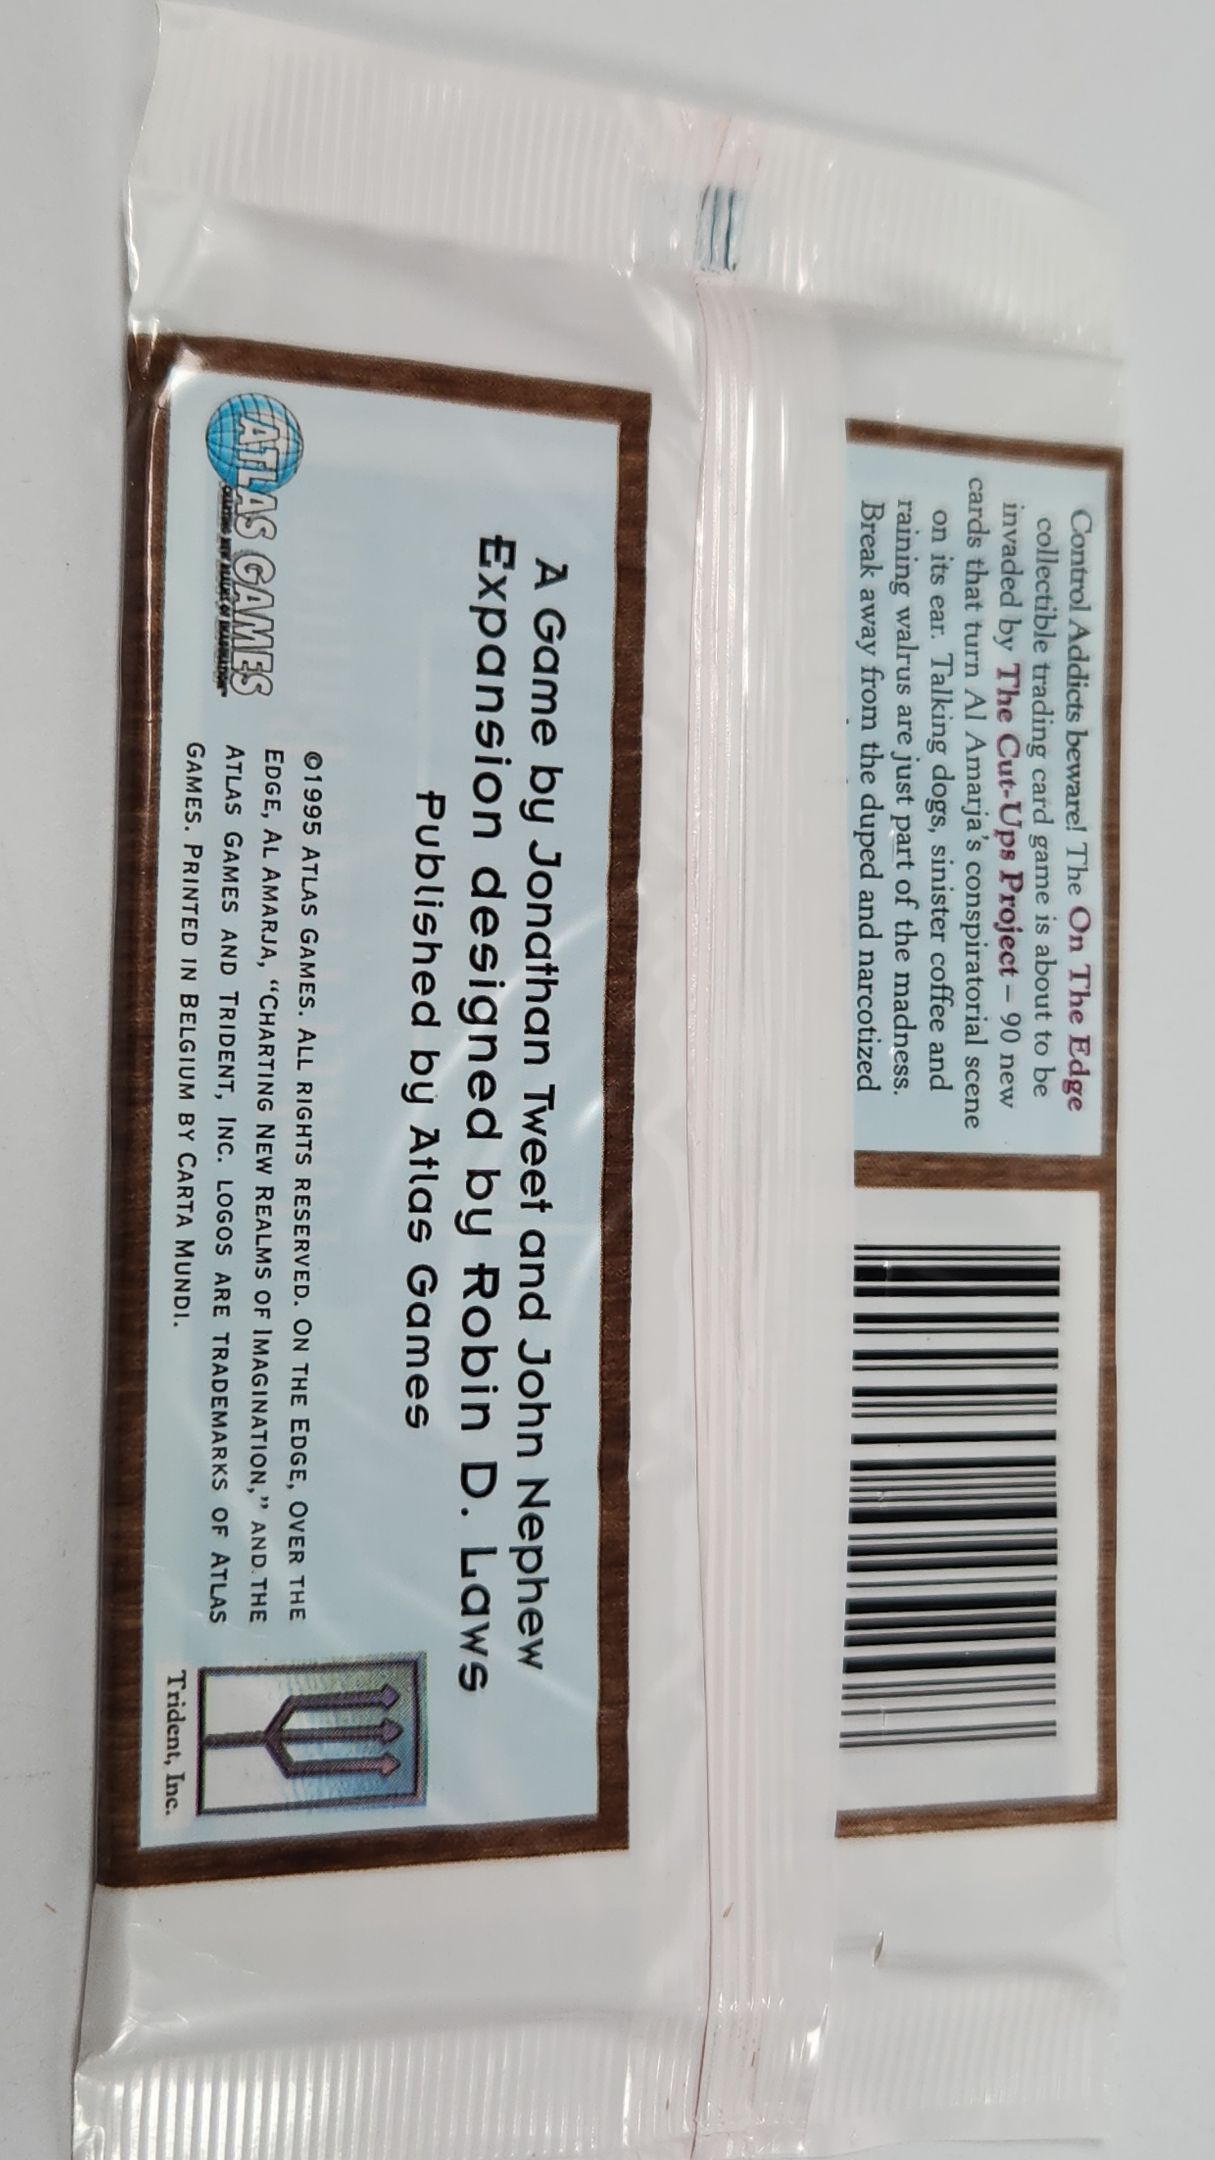 Control Addicts beware! The On The Edge
collectible trading card game is about to be
invaded by The Cut-Ups Project – 90 new
cards that turn Al Amarja's conspiratorial scene
on its ear. Talking dogs, sinister coffee and
raining walrus are just part of the madness.
Break away from the duped and narcotized
A Game by Jonathan Tweet and John Nephew
Expansion designed by Robin D. Laws
Published by Atlas Games
ATLAS GAMES
CHARTING NEW REALMS OF IMAGINATION
©1995 ATLAS GAMES. ALL RIGHTS RESERVED. ON THE EDGE, OVER THE
EDGE, AL AMARJA, “CHARTING NEW REALMS OF IMAGINATION,” AND THE
ATLAS GAMES AND TRIDENT, INC. LOGOS ARE TRADEMARKS OF ATLAS
GAMES. PRINTED IN BELGIUM BY CARTA MUNDI.
Trident, Inc.